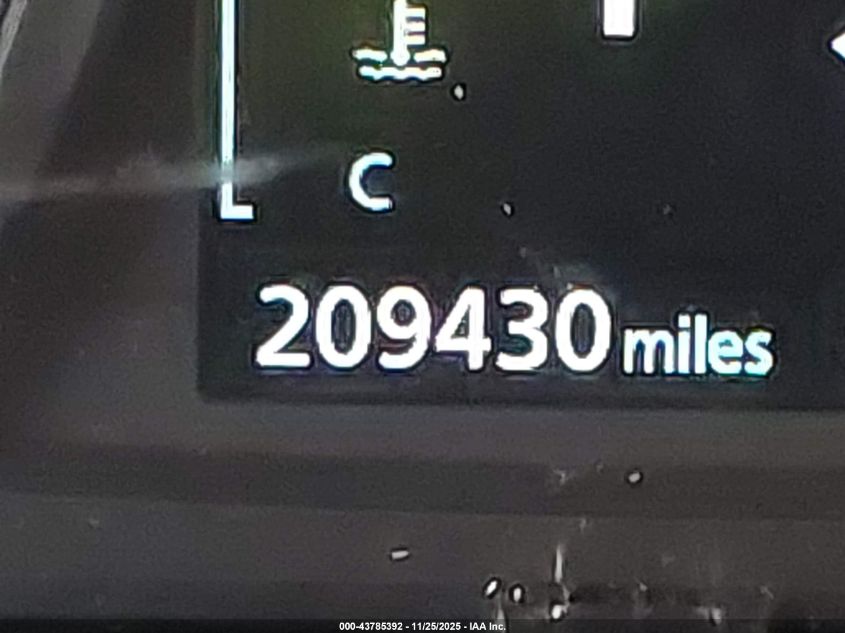 C
L
209430 miles
000-43785392 - 11/25/2025 - IAA Inc.